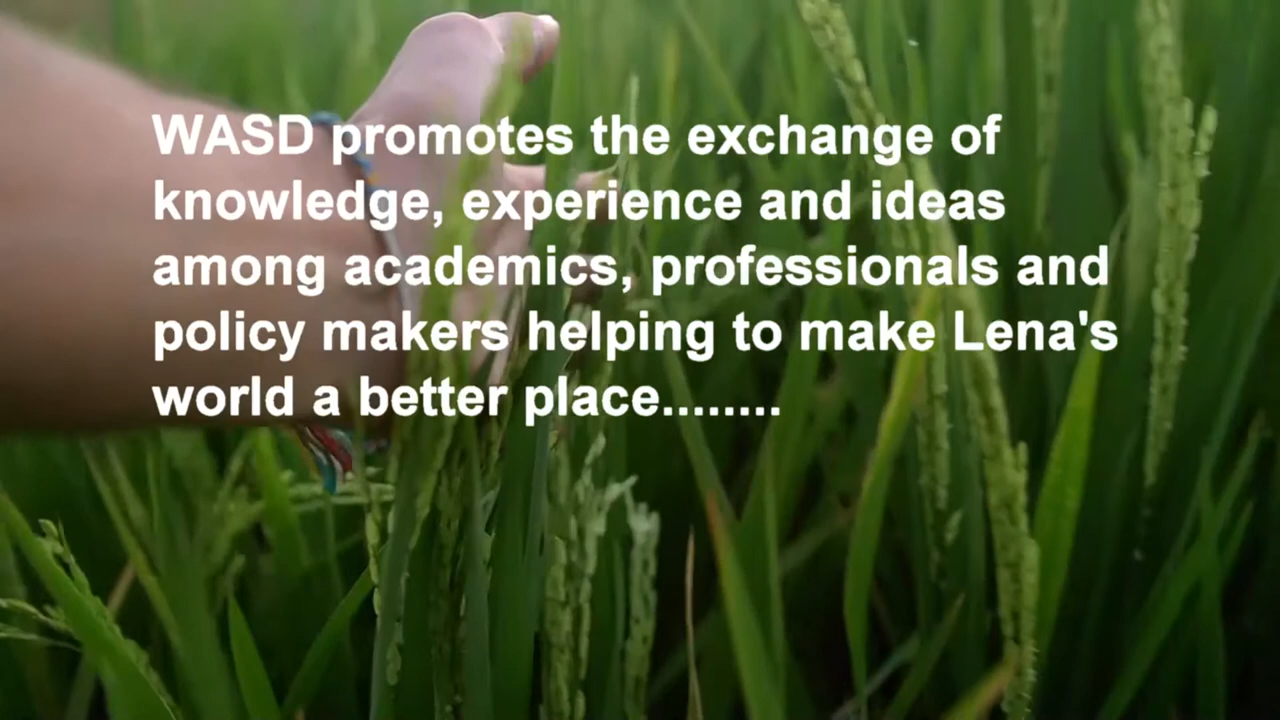 WASD promotes the exchange of
knowledge, experience and ideas
among academics, professionals and
policy makers helping to make Lena's
world a better place........